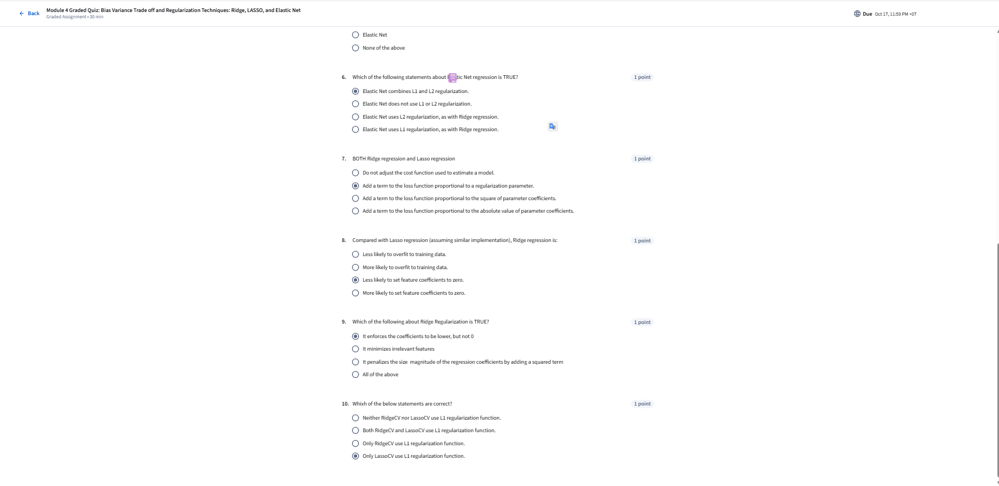 Back
Module 4 Graded Quiz: Bias Variance Trade off and Regularization Techniques: Ridge, LASSO, and Elastic Net
Graded Assignment • 30 min
Due Oct 17, 11:59 PM +07
Elastic Net
None of the above
6. Which of the following statements about tic Net regression is TRUE? 1 point
Elastic Net combines L1 and L2 regularization.
Elastic Net does not use L1 or L2 regularization.
Elastic Net uses L2 regularization, as with Ridge regression.
Elastic Net uses L1 regularization, as with Ridge regression.
7. BOTH Ridge regression and Lasso regression 1 point
Do not adjust the cost function used to estimate a model.
Add a term to the loss function proportional to a regularization parameter.
Add a term to the loss function proportional to the square of parameter coefficients.
Add a term to the loss function proportional to the absolute value of parameter coefficients.
8. Compared with Lasso regression (assuming similar implementation), Ridge regression is: 1 point
Less likely to overfit to training data.
More likely to overfit to training data.
Less likely to set feature coefficients to zero.
More likely to set feature coefficients to zero.
9. Which of the following about Ridge Regularization is TRUE? 1 point
It enforces the coefficients to be lower, but not 0
It minimizes irrelevant features
It penalizes the size magnitude of the regression coefficients by adding a squared term
All of the above
10. Whixh of the below statements are correct? 1 point
Neither RidgeCV nor LassoCV use L1 regularization function.
Both RidgeCV and LassoCV use L1 regularization function.
Only RidgeCV use L1 regularization function.
Only LassoCV use L1 regularization function.